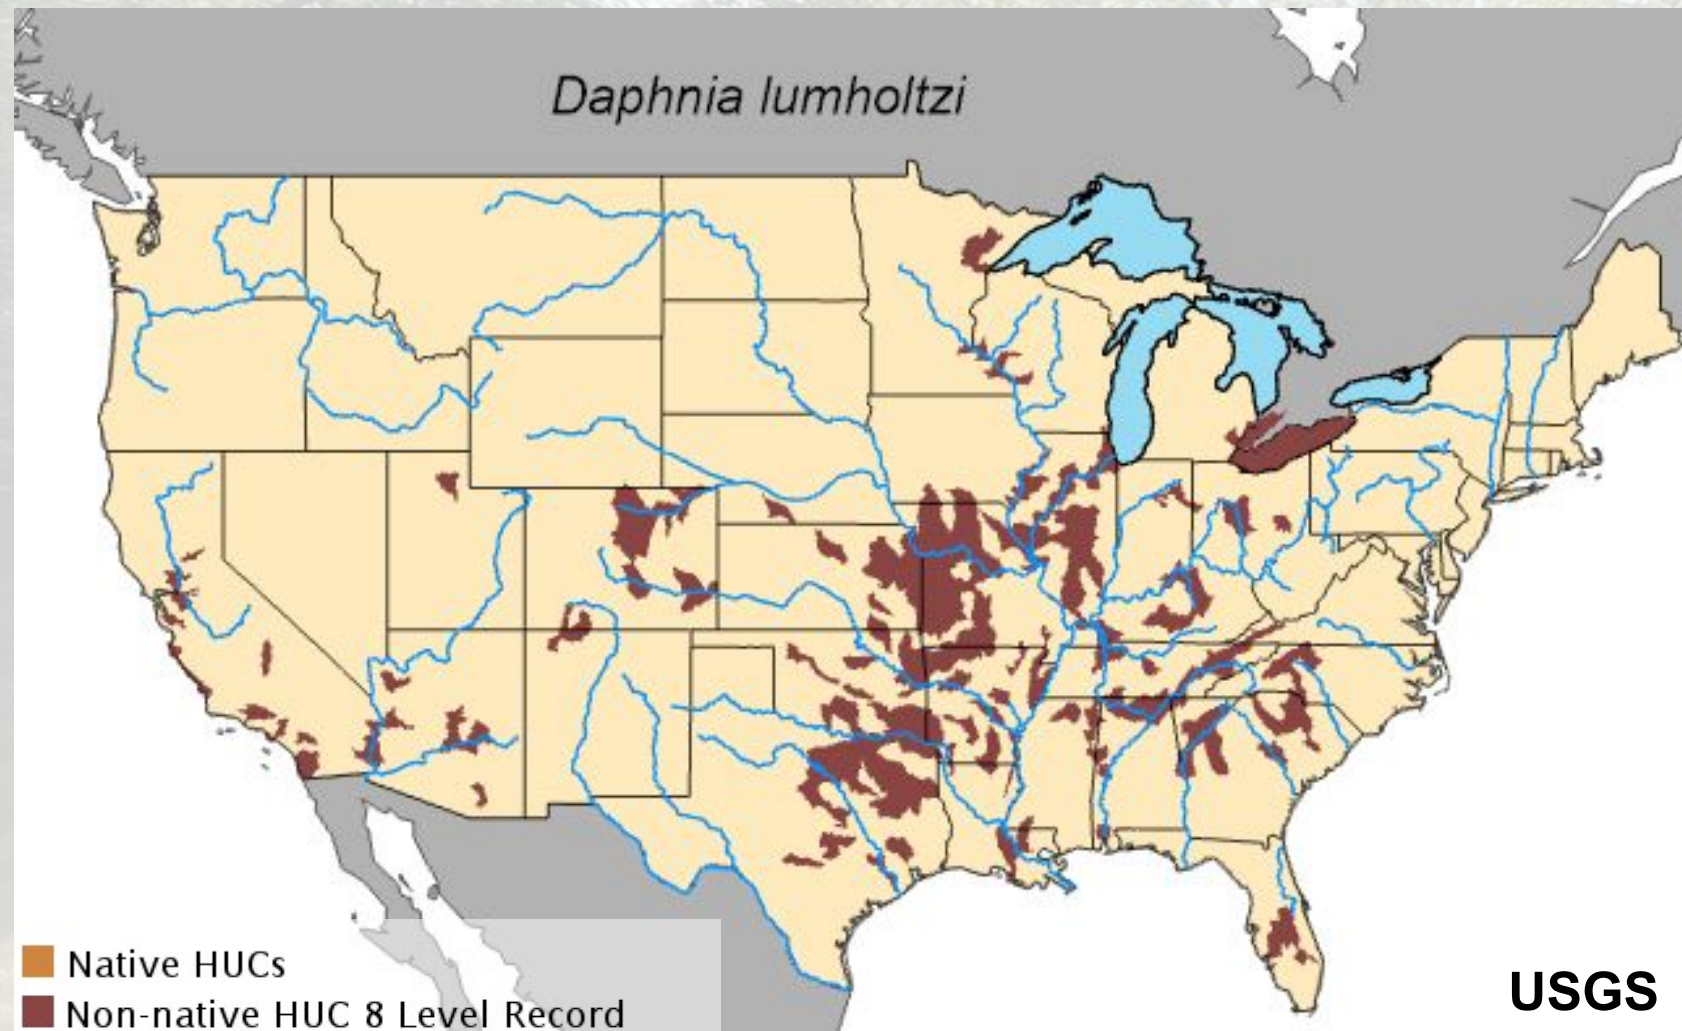 Daphnia lumholtzi
Native HUCs
Non-native HUC 8 Level Record
USGS